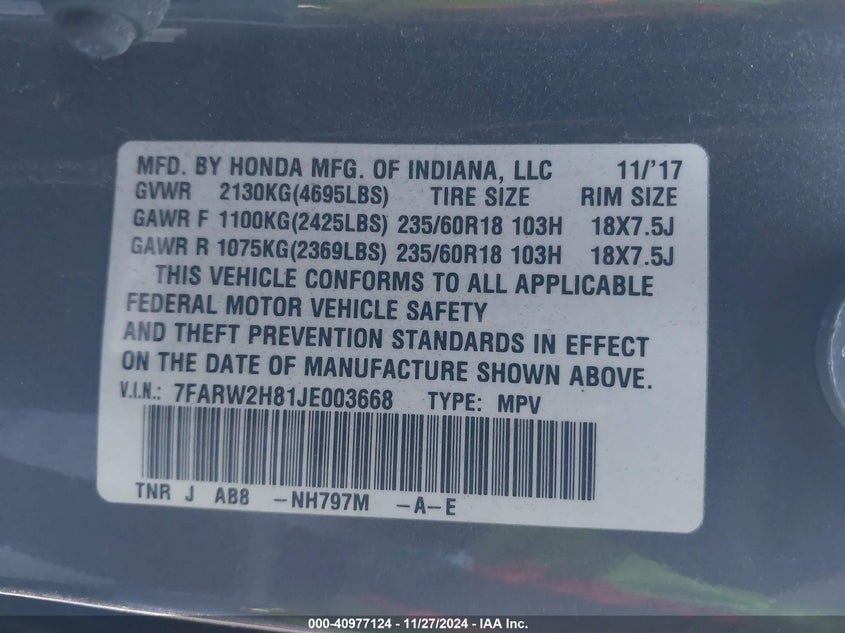 MFD. BY HONDA MFG. OF INDIANA, LLC 11/'17
GVWR 2130KG(4695LBS) TIRE SIZE RIM SIZE
GAWR F 1100KG(2425LBS) 235/60R18 103H 18X7.5J
GAWR R 1075KG(2369LBS) 235/60R18 103H 18X7.5J
THIS VEHICLE CONFORMS TO ALL APPLICABLE
FEDERAL MOTOR VEHICLE SAFETY
AND THEFT PREVENTION STANDARDS IN EFFECT
ON THE DATE OF MANUFACTURE SHOWN ABOVE.
V.I.N.: 7FARW2H81JE003668 TYPE: MPV
TNR J AB8 -NH797M -A-E
000-40977124 - 11/27/2024 - IAA Inc.